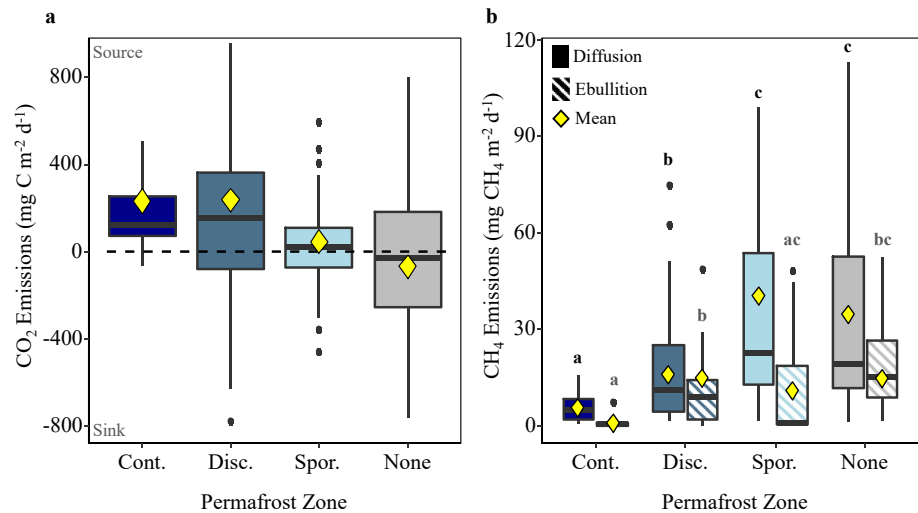 a
Source
800
400
0
-400
-800
Sink
CO2 Emissions (mg C m-2 d-1)
Cont.
Disc.
Spor.
None
Permafrost Zone
b
120
90
60
30
0
CH4 Emissions (mg CH4 m-2 d-1)
Diffusion
Ebullition
Mean
a
a
b
b
c
ac
c
bc
Cont.
Disc.
Spor.
None
Permafrost Zone